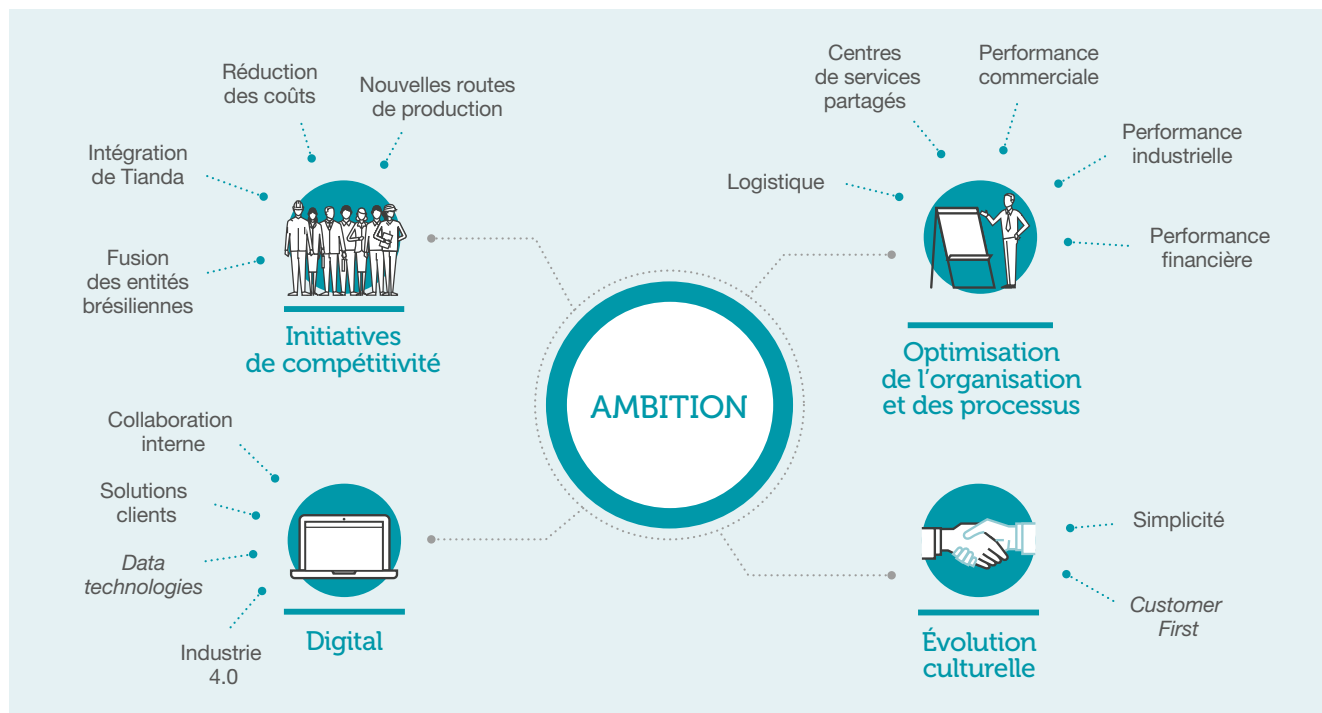 Réduction
des coûts
Nouvelles routes
de production
Intégration
de Tianda
Fusion
des entités
brésiliennes
Initiatives
de compétitivité
Centres
de services
partagés
Performance
commerciale
Performance
industrielle
Logistique
Performance
financière
Optimisation
de l'organisation
et des processus
AMBITION
Collaboration
interne
Solutions
clients
Data
technologies
Industrie
4.0
Digital
Simplicité
Customer
First
Évolution
culturelle